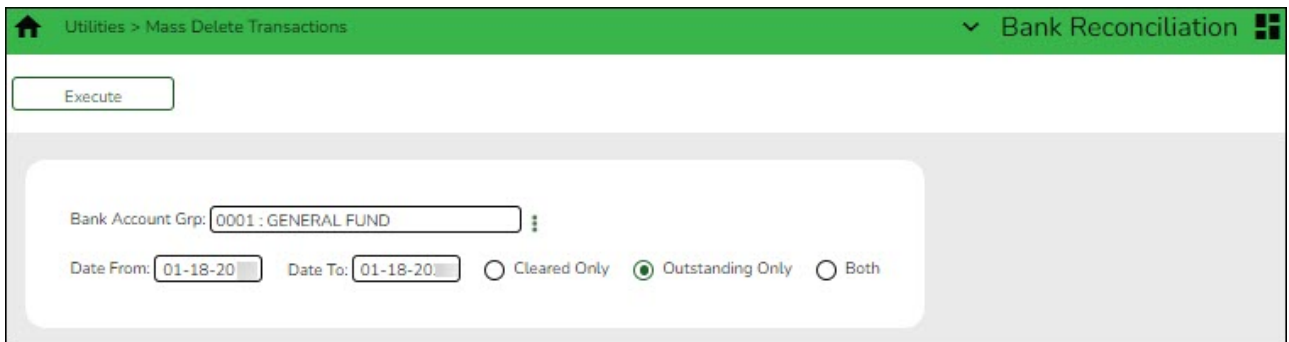 Utilities > Mass Delete Transactions Bank Reconciliation
Execute
Bank Account Grp: 0001 : GENERAL FUND
Date From: 01-18-20 Date To: 01-18-20 Cleared Only Outstanding Only Both